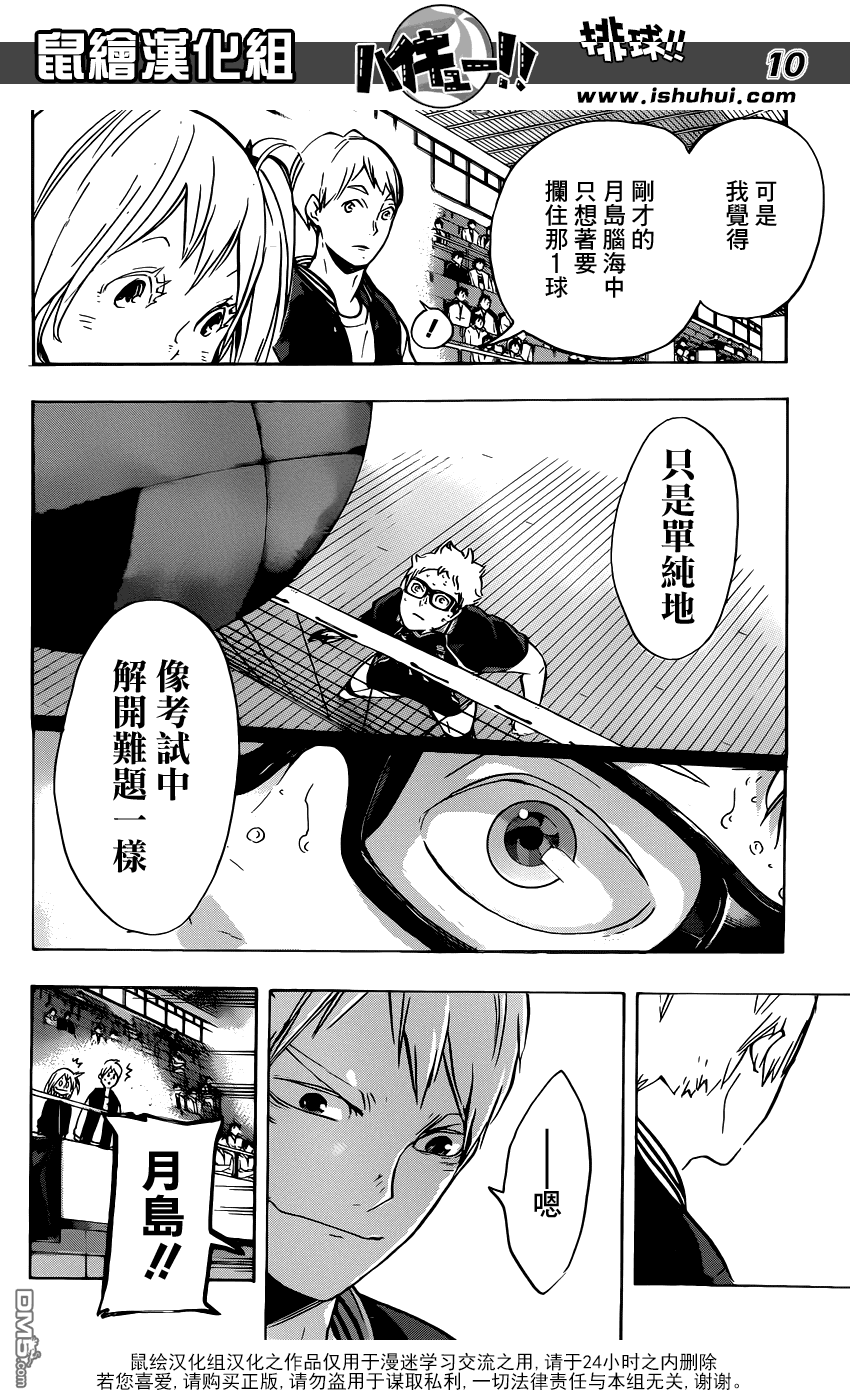 鼠繪漢化組
ハイキュー!!
排球!!
10
www.ishuhui.com
可是
我覺得
剛才的
月島腦海中
只想著要
攔住那1球
!
只是單純地
像考試中
解開難題一樣
——嗯
月島!!
DM5.com
鼠绘汉化组汉化之作品仅用于漫迷学习交流之用,请于24小时之内删除
若您喜爱,请购买正版,请勿盗用于谋取私利,一切法律责任与本组无关,谢谢。